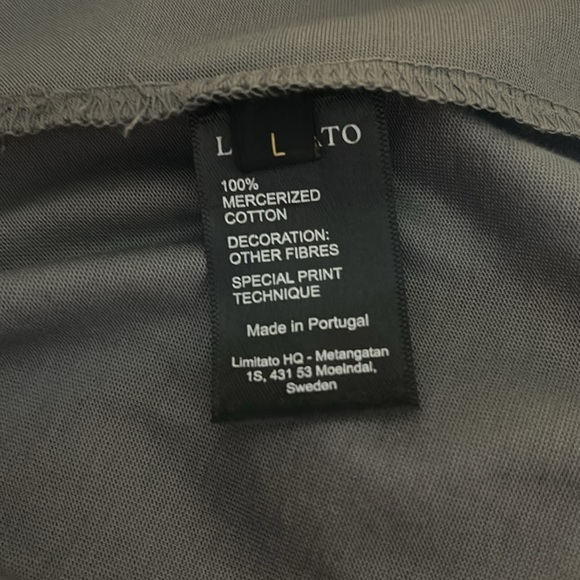 L L ATO
100%
MERCERIZED
COTTON
DECORATION:
OTHER FIBRES
SPECIAL PRINT
TECHNIQUE
Made in Portugal
Limitato HQ - Metangatan
1S, 431 53 Moelndal,
Sweden